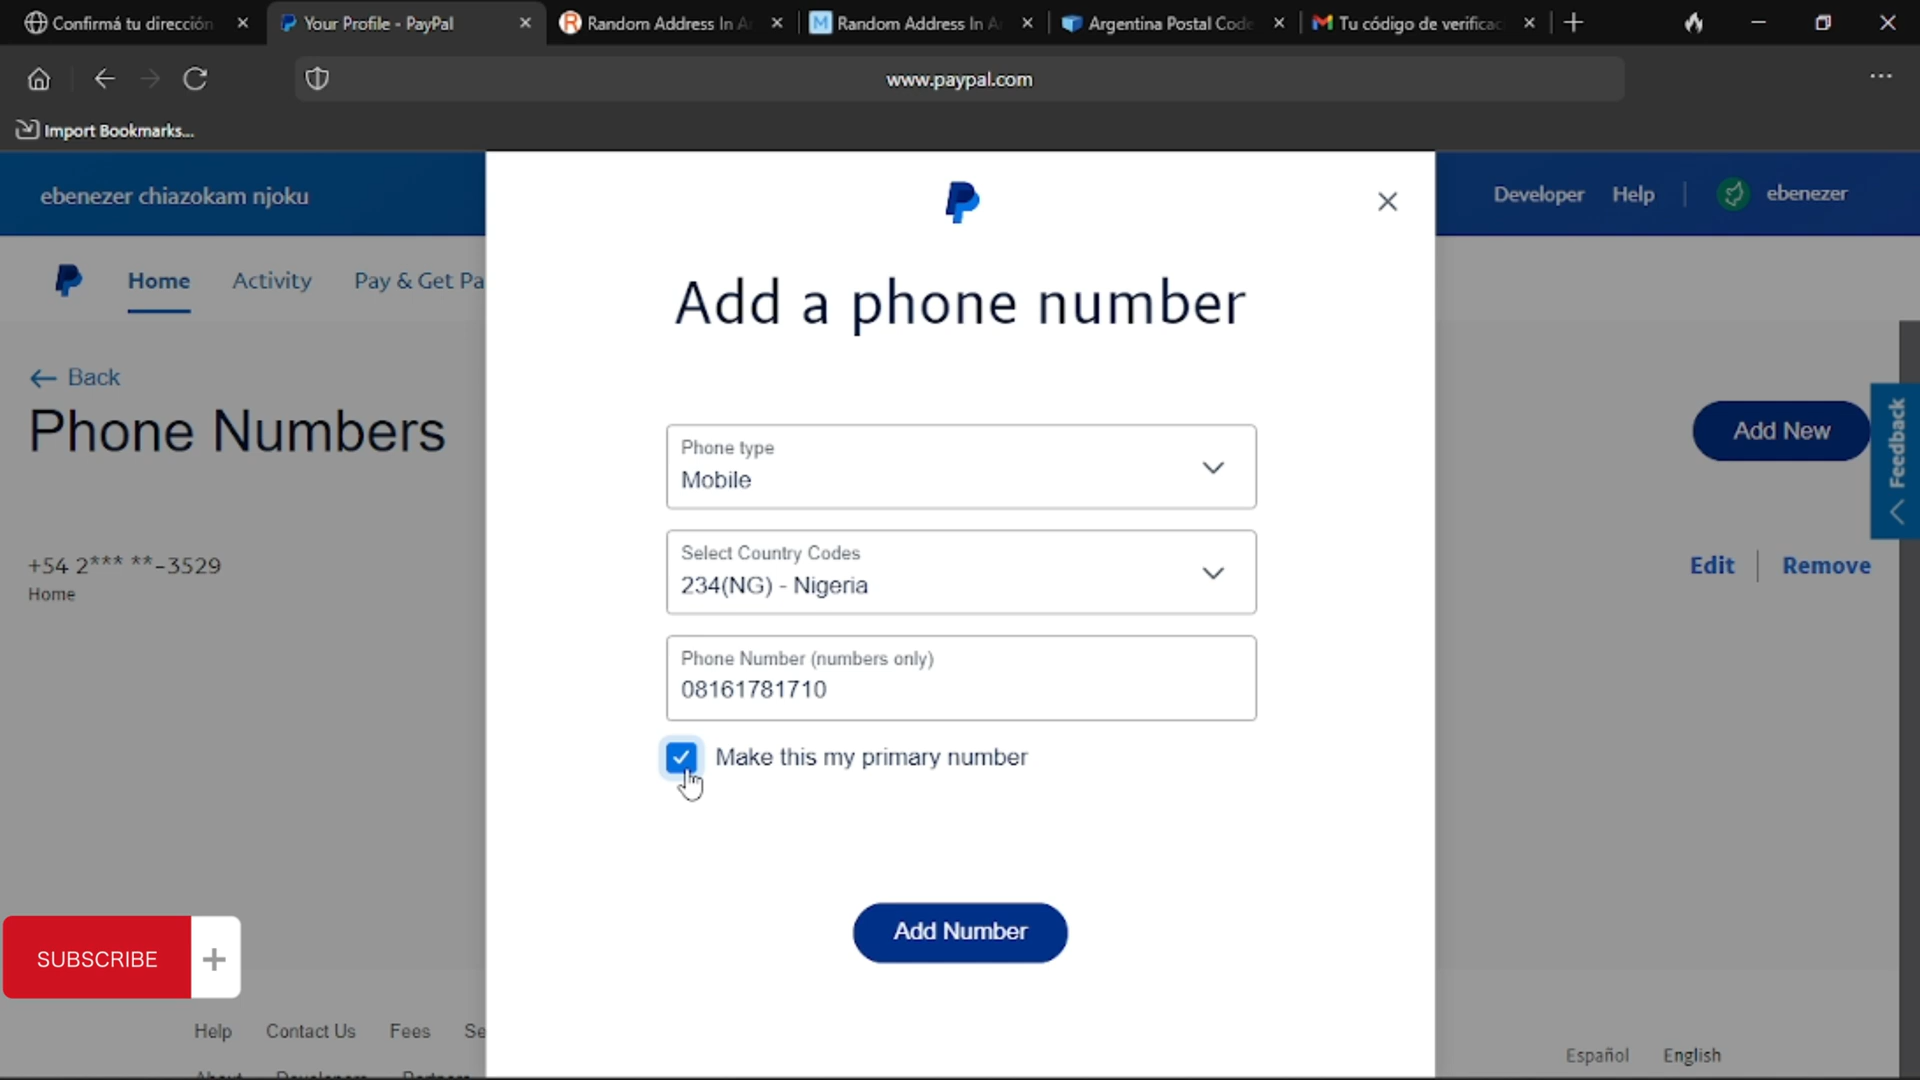 Confirmá tu dirección
Your Profile - PayPal
Random Address In A
Random Address In A
Argentina Postal Code
Tu código de verificac
www.paypal.com
Import Bookmarks...
ebenezer chiazokam njoku
Developer
Help
ebenezer
Home
Activity
Pay & Get Pa
Add a phone number
Back
Phone Numbers
Add New
Feedback
Phone type
Mobile
Select Country Codes
234(NG) - Nigeria
+54 2*** **-3529
Home
Edit
Remove
Phone Number (numbers only)
08161781710
Make this my primary number
Add Number
SUBSCRIBE +
Help
Contact Us
Fees
Se
Español
English